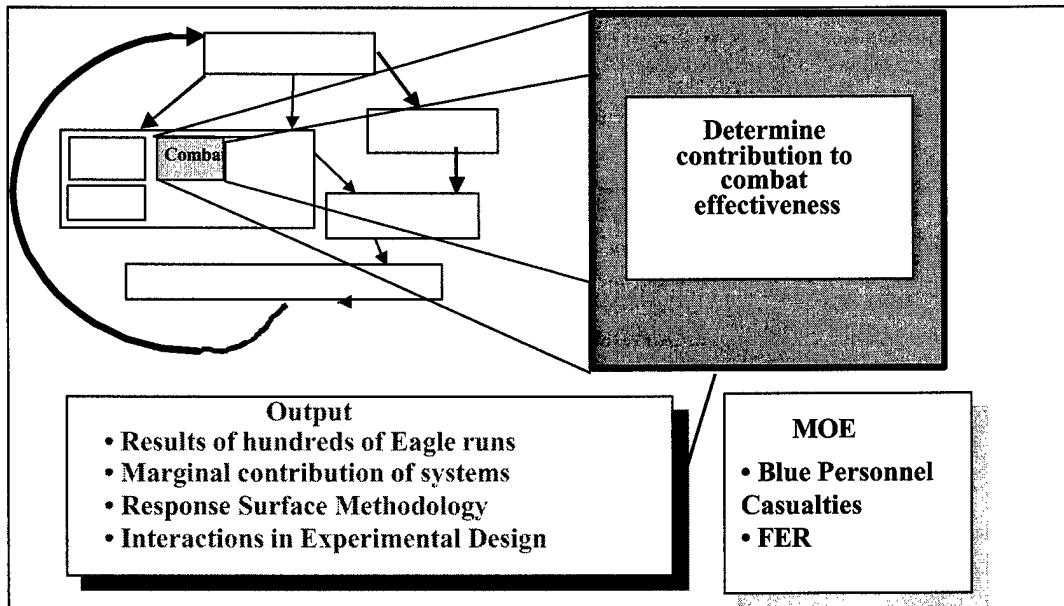 Combat
Determine
contribution to
combat
effectiveness
Output
• Results of hundreds of Eagle runs
• Marginal contribution of systems
• Response Surface Methodology
• Interactions in Experimental Design
MOE
• Blue Personnel
Casualties
• FER